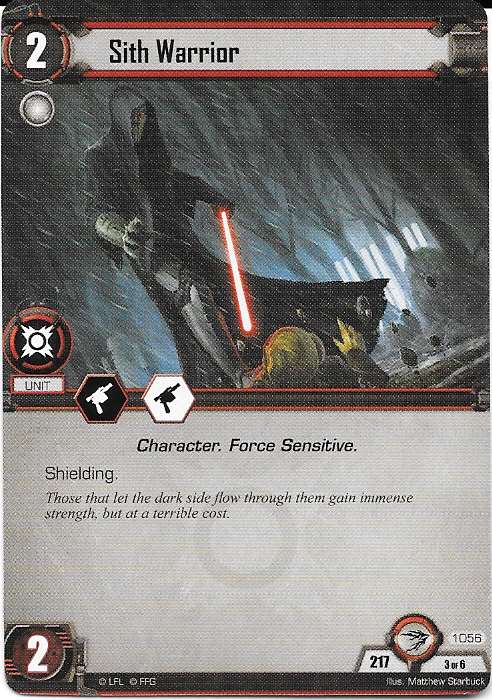 2
Sith Warrior
UNIT
Character. Force Sensitive.
Shielding.
Those that let the dark side flow through them gain immense
strength, but at a terrible cost.
2
1056
217
3 OF 6
© LFL © FFG
Illus. Matthew Starbuck